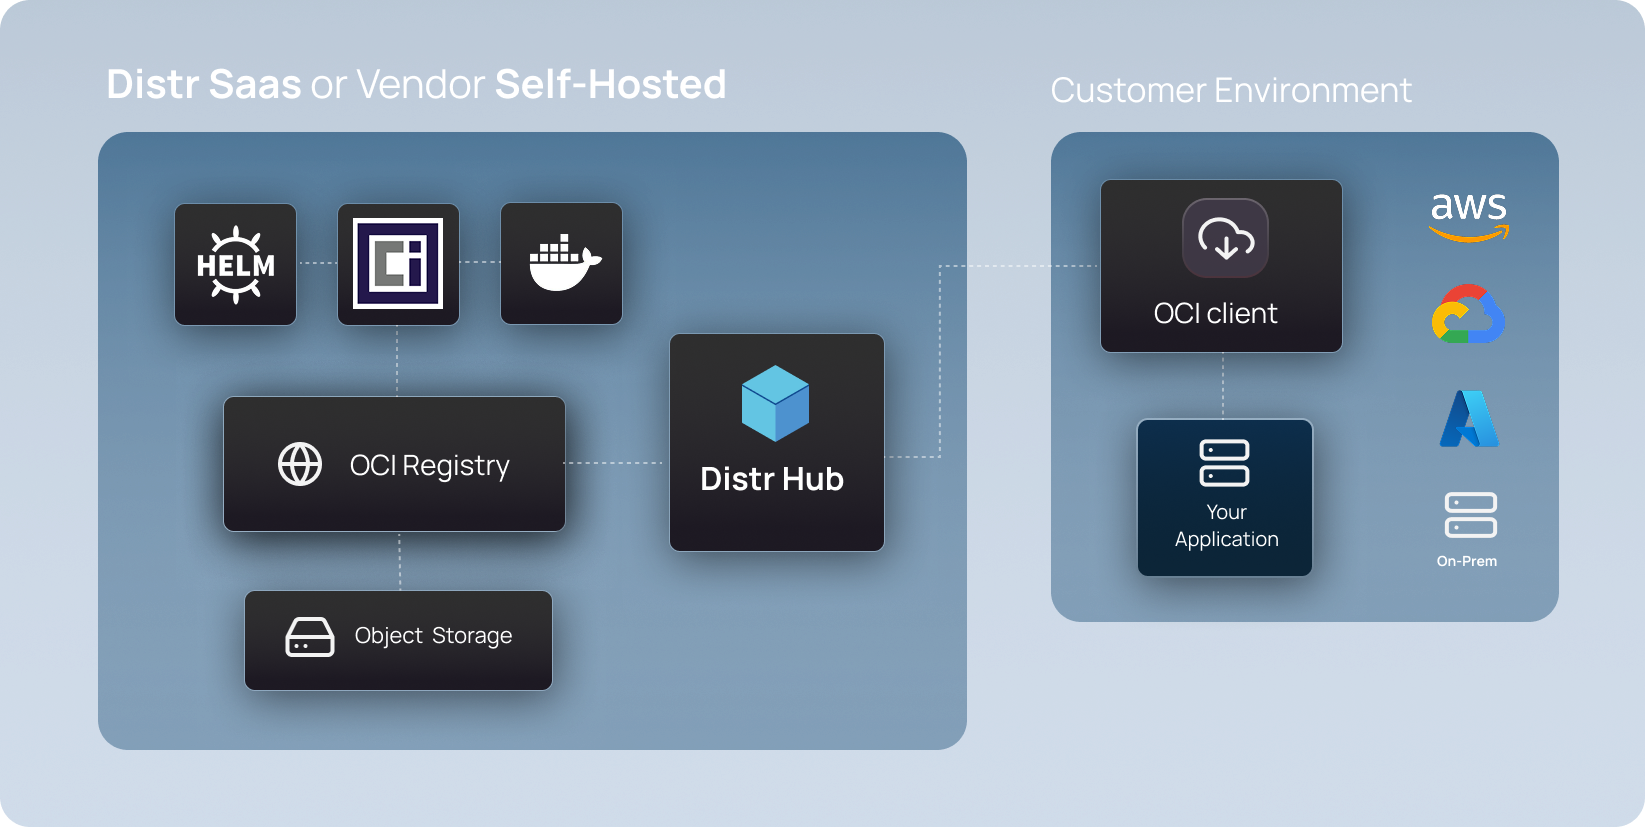 Distr Saas or Vendor Self-Hosted
Customer Environment
HELM
Ci
aws
OCI client
OCI Registry
Distr Hub
Your
Application
Object Storage
On-Prem